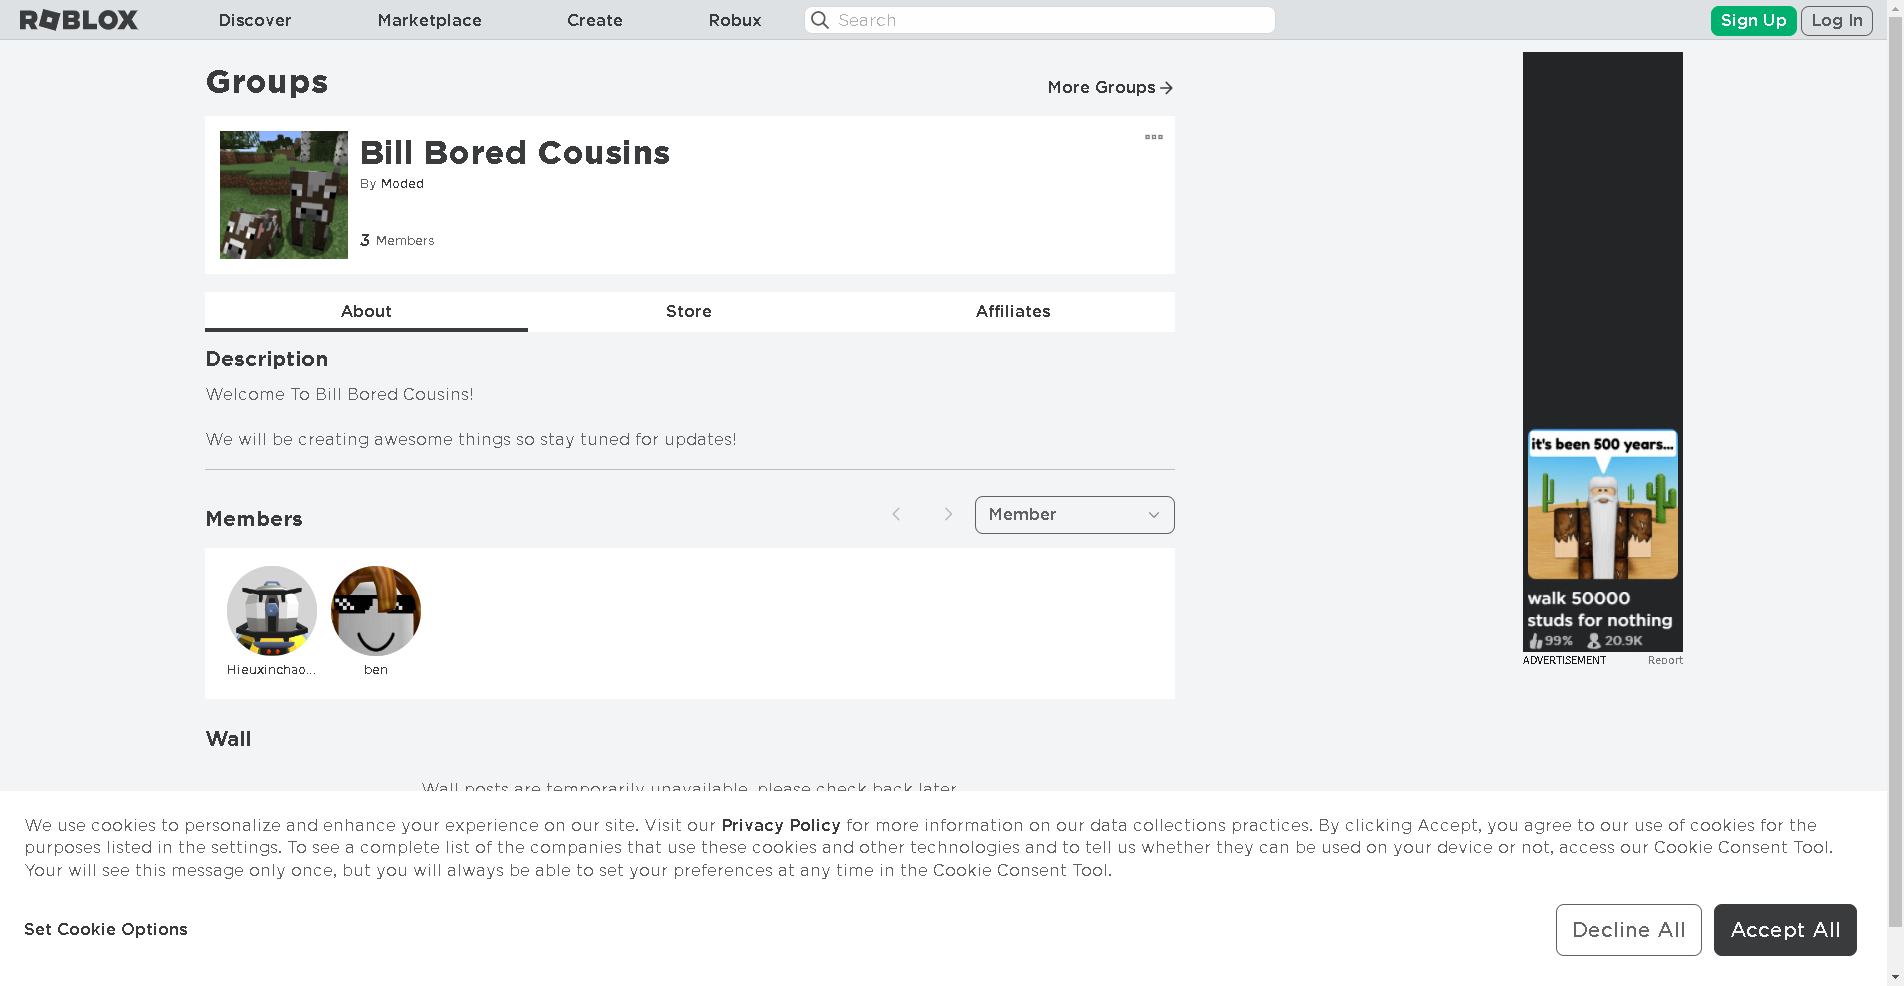 ROBLOX Discover Marketplace Create Robux Search Sign Up Log In
Groups
More Groups
Bill Bored Cousins
By Moded
3 Members
About Store Affiliates
Description
Welcome To Bill Bored Cousins!
We will be creating awesome things so stay tuned for updates!
Members
Member
Hieuxinchao... ben
Wall
Wall posts are temporarily unavailable, please check back later.
it's been 500 years...
walk 50000
studs for nothing
99% 20.9K
ADVERTISEMENT Report
We use cookies to personalize and enhance your experience on our site. Visit our Privacy Policy for more information on our data collections practices. By clicking Accept, you agree to our use of cookies for the
purposes listed in the settings. To see a complete list of the companies that use these cookies and other technologies and to tell us whether they can be used on your device or not, access our Cookie Consent Tool.
Your will see this message only once, but you will always be able to set your preferences at any time in the Cookie Consent Tool.
Set Cookie Options
Decline All Accept All